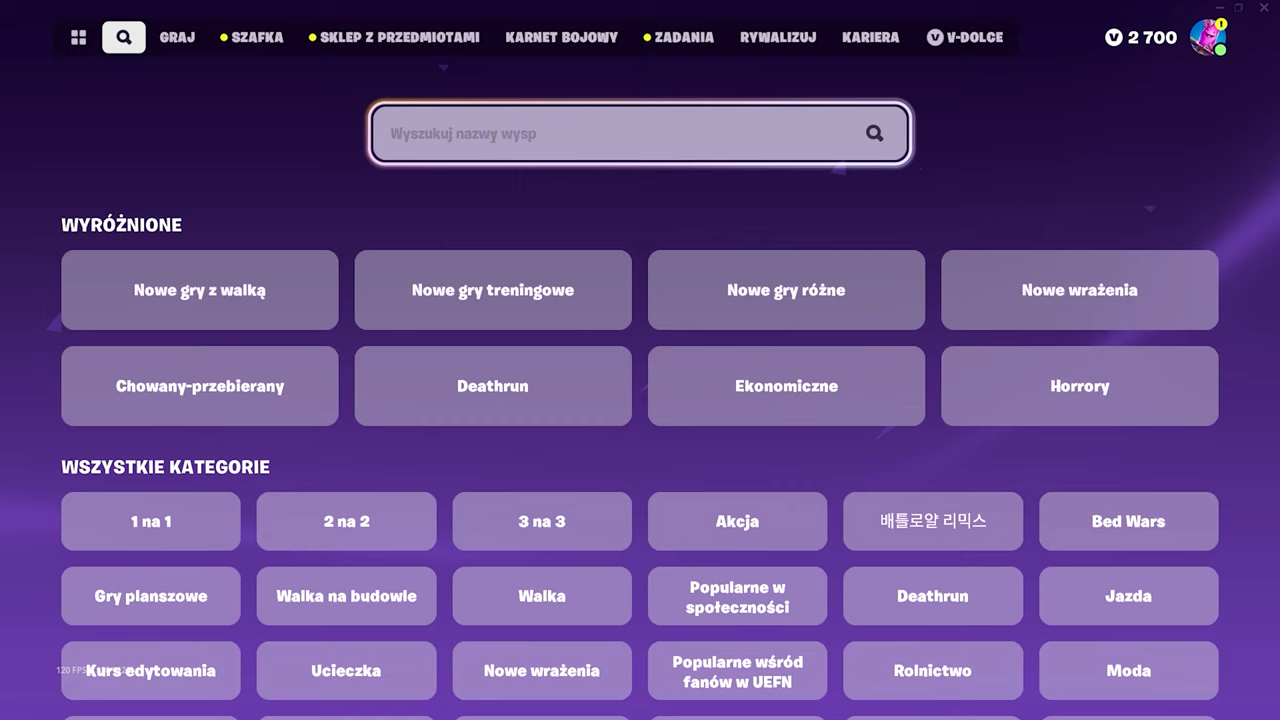 GRAJ
SZAFKA
SKLEP Z PRZEDMIOTAMI
KARNET BOJOWY
ZADANIA
RYWALIZUJ
KARIERA
V-DOLCE
2 700
Wyszukuj nazwy wysp
WYRÓŻNIONE
Nowe gry z walką
Nowe gry treningowe
Nowe gry różne
Nowe wrażenia
Chowany-przebierany
Deathrun
Ekonomiczne
Horrory
WSZYSTKIE KATEGORIE
1 na 1
2 na 2
3 na 3
Akcja
배틀로얄 리믹스
Bed Wars
Gry planszowe
Walka na budowle
Walka
Popularne w
społeczności
Deathrun
Jazda
120 FPS
Kurs edytowania
Ucieczka
Nowe wrażenia
Popularne wśród
fanów w UEFN
Rolnictwo
Moda